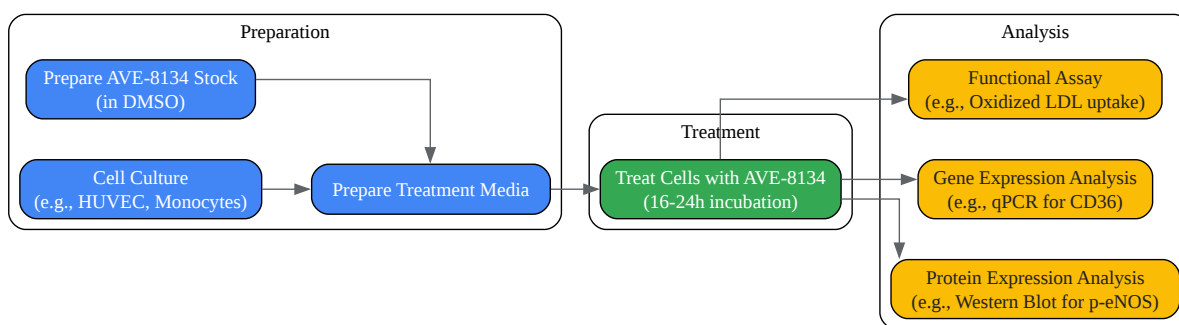 Preparation
Prepare AVE-8134 Stock
(in DMSO)
Cell Culture
(e.g., HUVEC, Monocytes)
Prepare Treatment Media
Treatment
Treat Cells with AVE-8134
(16-24h incubation)
Analysis
Functional Assay
(e.g., Oxidized LDL uptake)
Gene Expression Analysis
(e.g., qPCR for CD36)
Protein Expression Analysis
(e.g., Western Blot for p-eNOS)